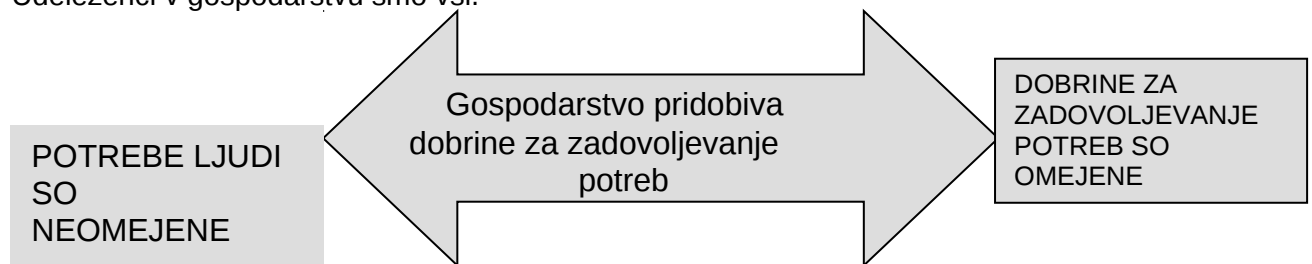 Udeleženci v gospodarstvu smo vsi.
Gospodarstvo pridobiva
dobrine za zadovoljevanje
potreb
POTREBE LJUDI
SO
NEOMEJENE
DOBRINE ZA
ZADOVOLJEVANJE
POTREB SO
OMEJENE